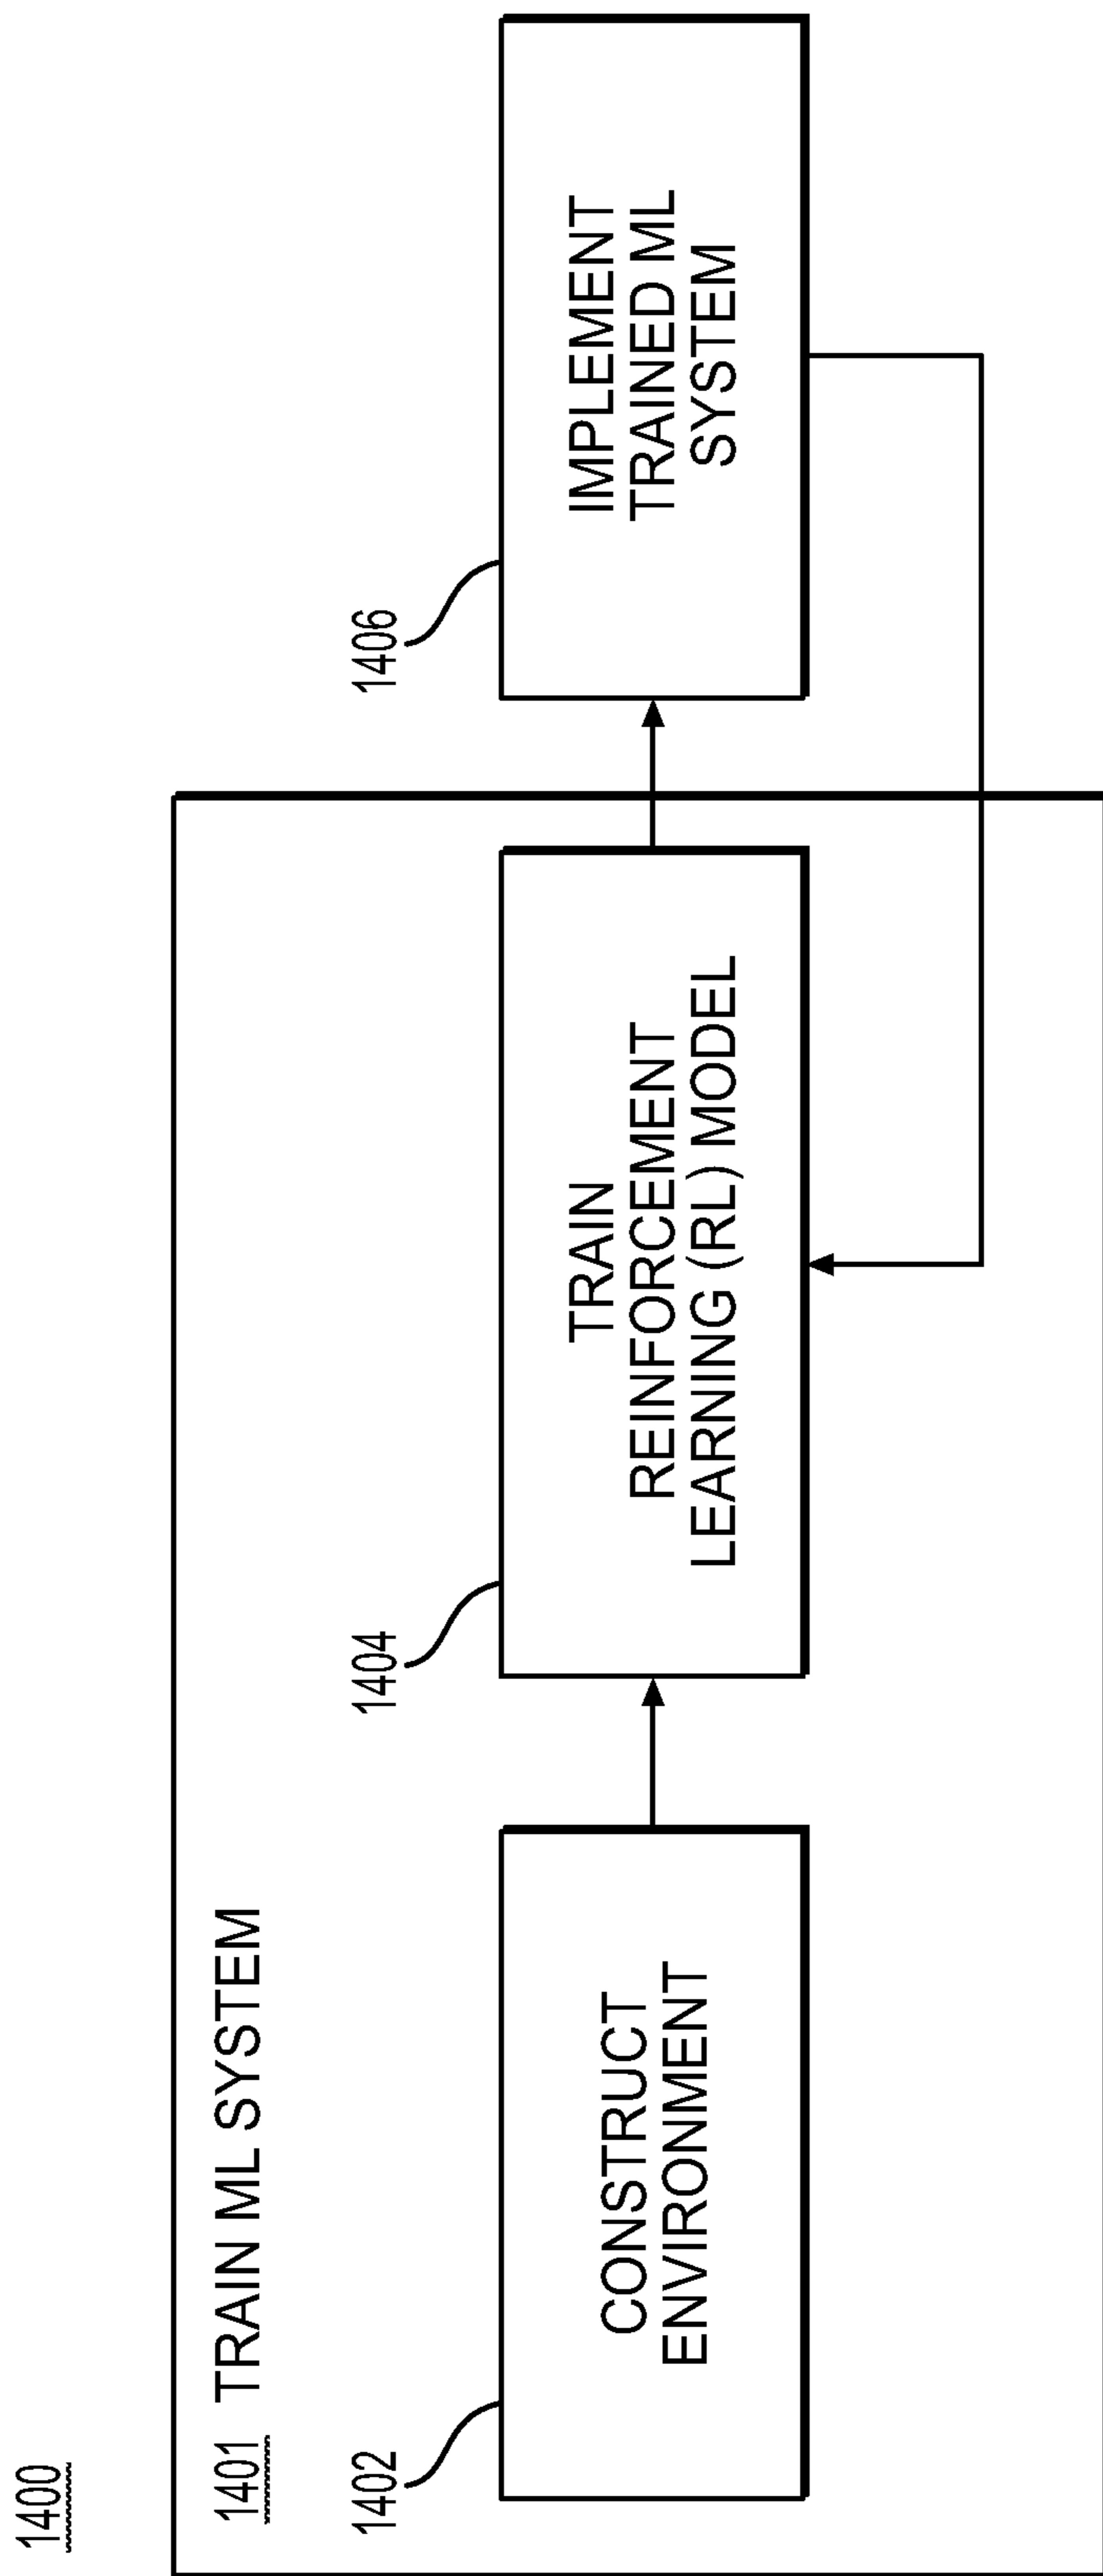 1400
1401 TRAIN ML SYSTEM
1402
CONSTRUCT
ENVIRONMENT
1404
TRAIN
REINFORCEMENT
LEARNING (RL) MODEL
1406
IMPLEMENT
TRAINED ML
SYSTEM